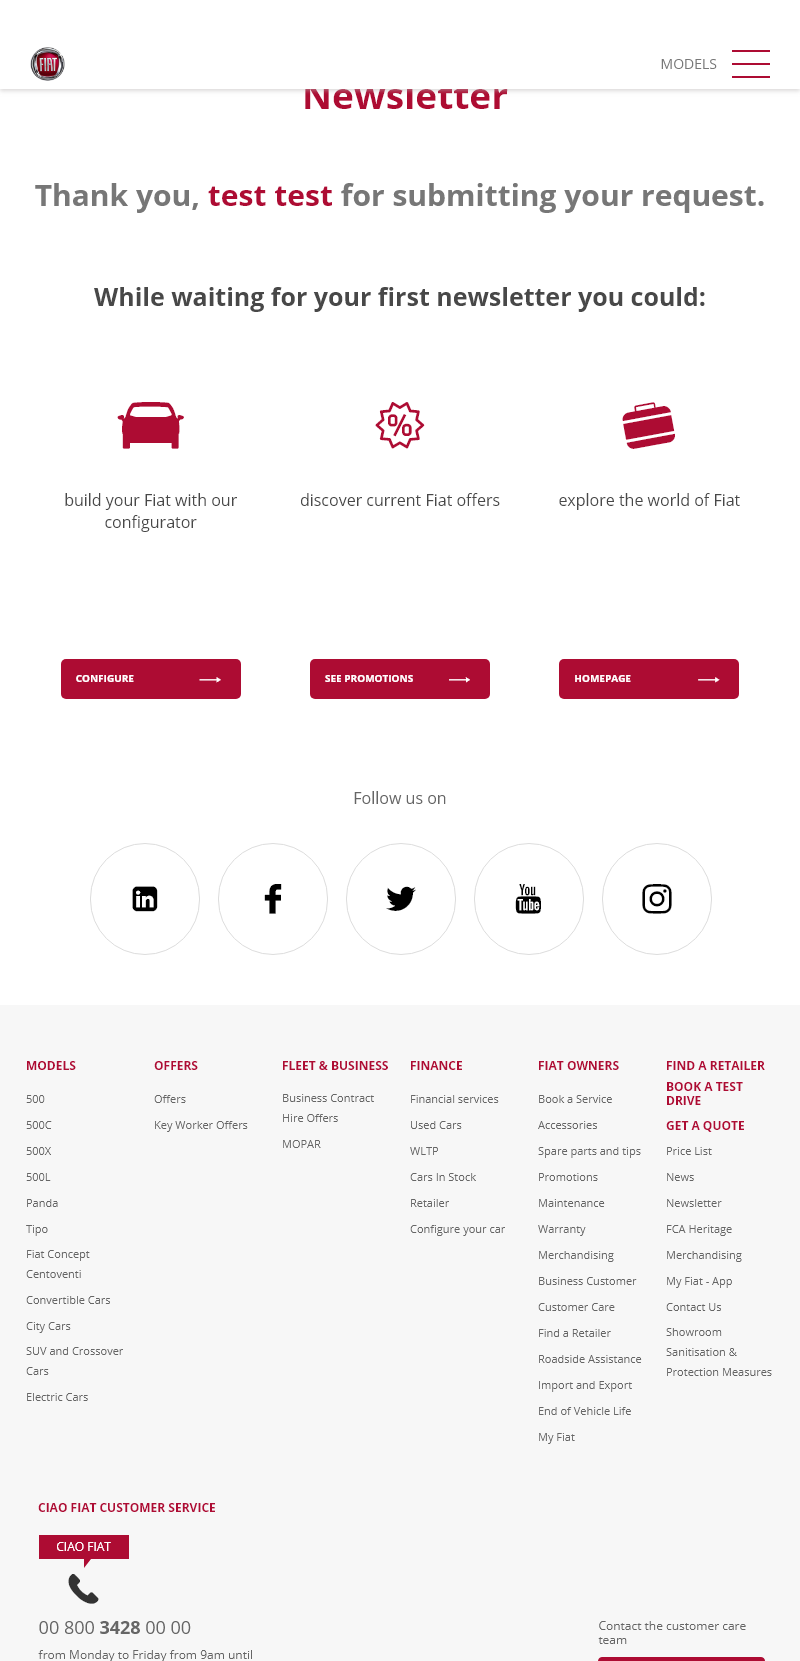 FIAT
MODELS
Newsletter
Thank you, test test for submitting your request.
While waiting for your first newsletter you could:
build your Fiat with our
configurator
discover current Fiat offers
explore the world of Fiat
CONFIGURE
SEE PROMOTIONS
HOMEPAGE
Follow us on
in
f
You
Tube
MODELS
500
500C
500X
500L
Panda
Tipo
Fiat Concept
Centoventi
Convertible Cars
City Cars
SUV and Crossover
Cars
Electric Cars
OFFERS
Offers
Key Worker Offers
FLEET & BUSINESS
Business Contract
Hire Offers
MOPAR
FINANCE
Financial services
Used Cars
WLTP
Cars In Stock
Retailer
Configure your car
FIAT OWNERS
Book a Service
Accessories
Spare parts and tips
Promotions
Maintenance
Warranty
Merchandising
Business Customer
Customer Care
Find a Retailer
Roadside Assistance
Import and Export
End of Vehicle Life
My Fiat
FIND A RETAILER
BOOK A TEST
DRIVE
GET A QUOTE
Price List
News
Newsletter
FCA Heritage
Merchandising
My Fiat - App
Contact Us
Showroom
Sanitisation &
Protection Measures
CIAO FIAT CUSTOMER SERVICE
CIAO FIAT
00 800 3428 00 00
from Monday to Friday from 9am until
Contact the customer care
team